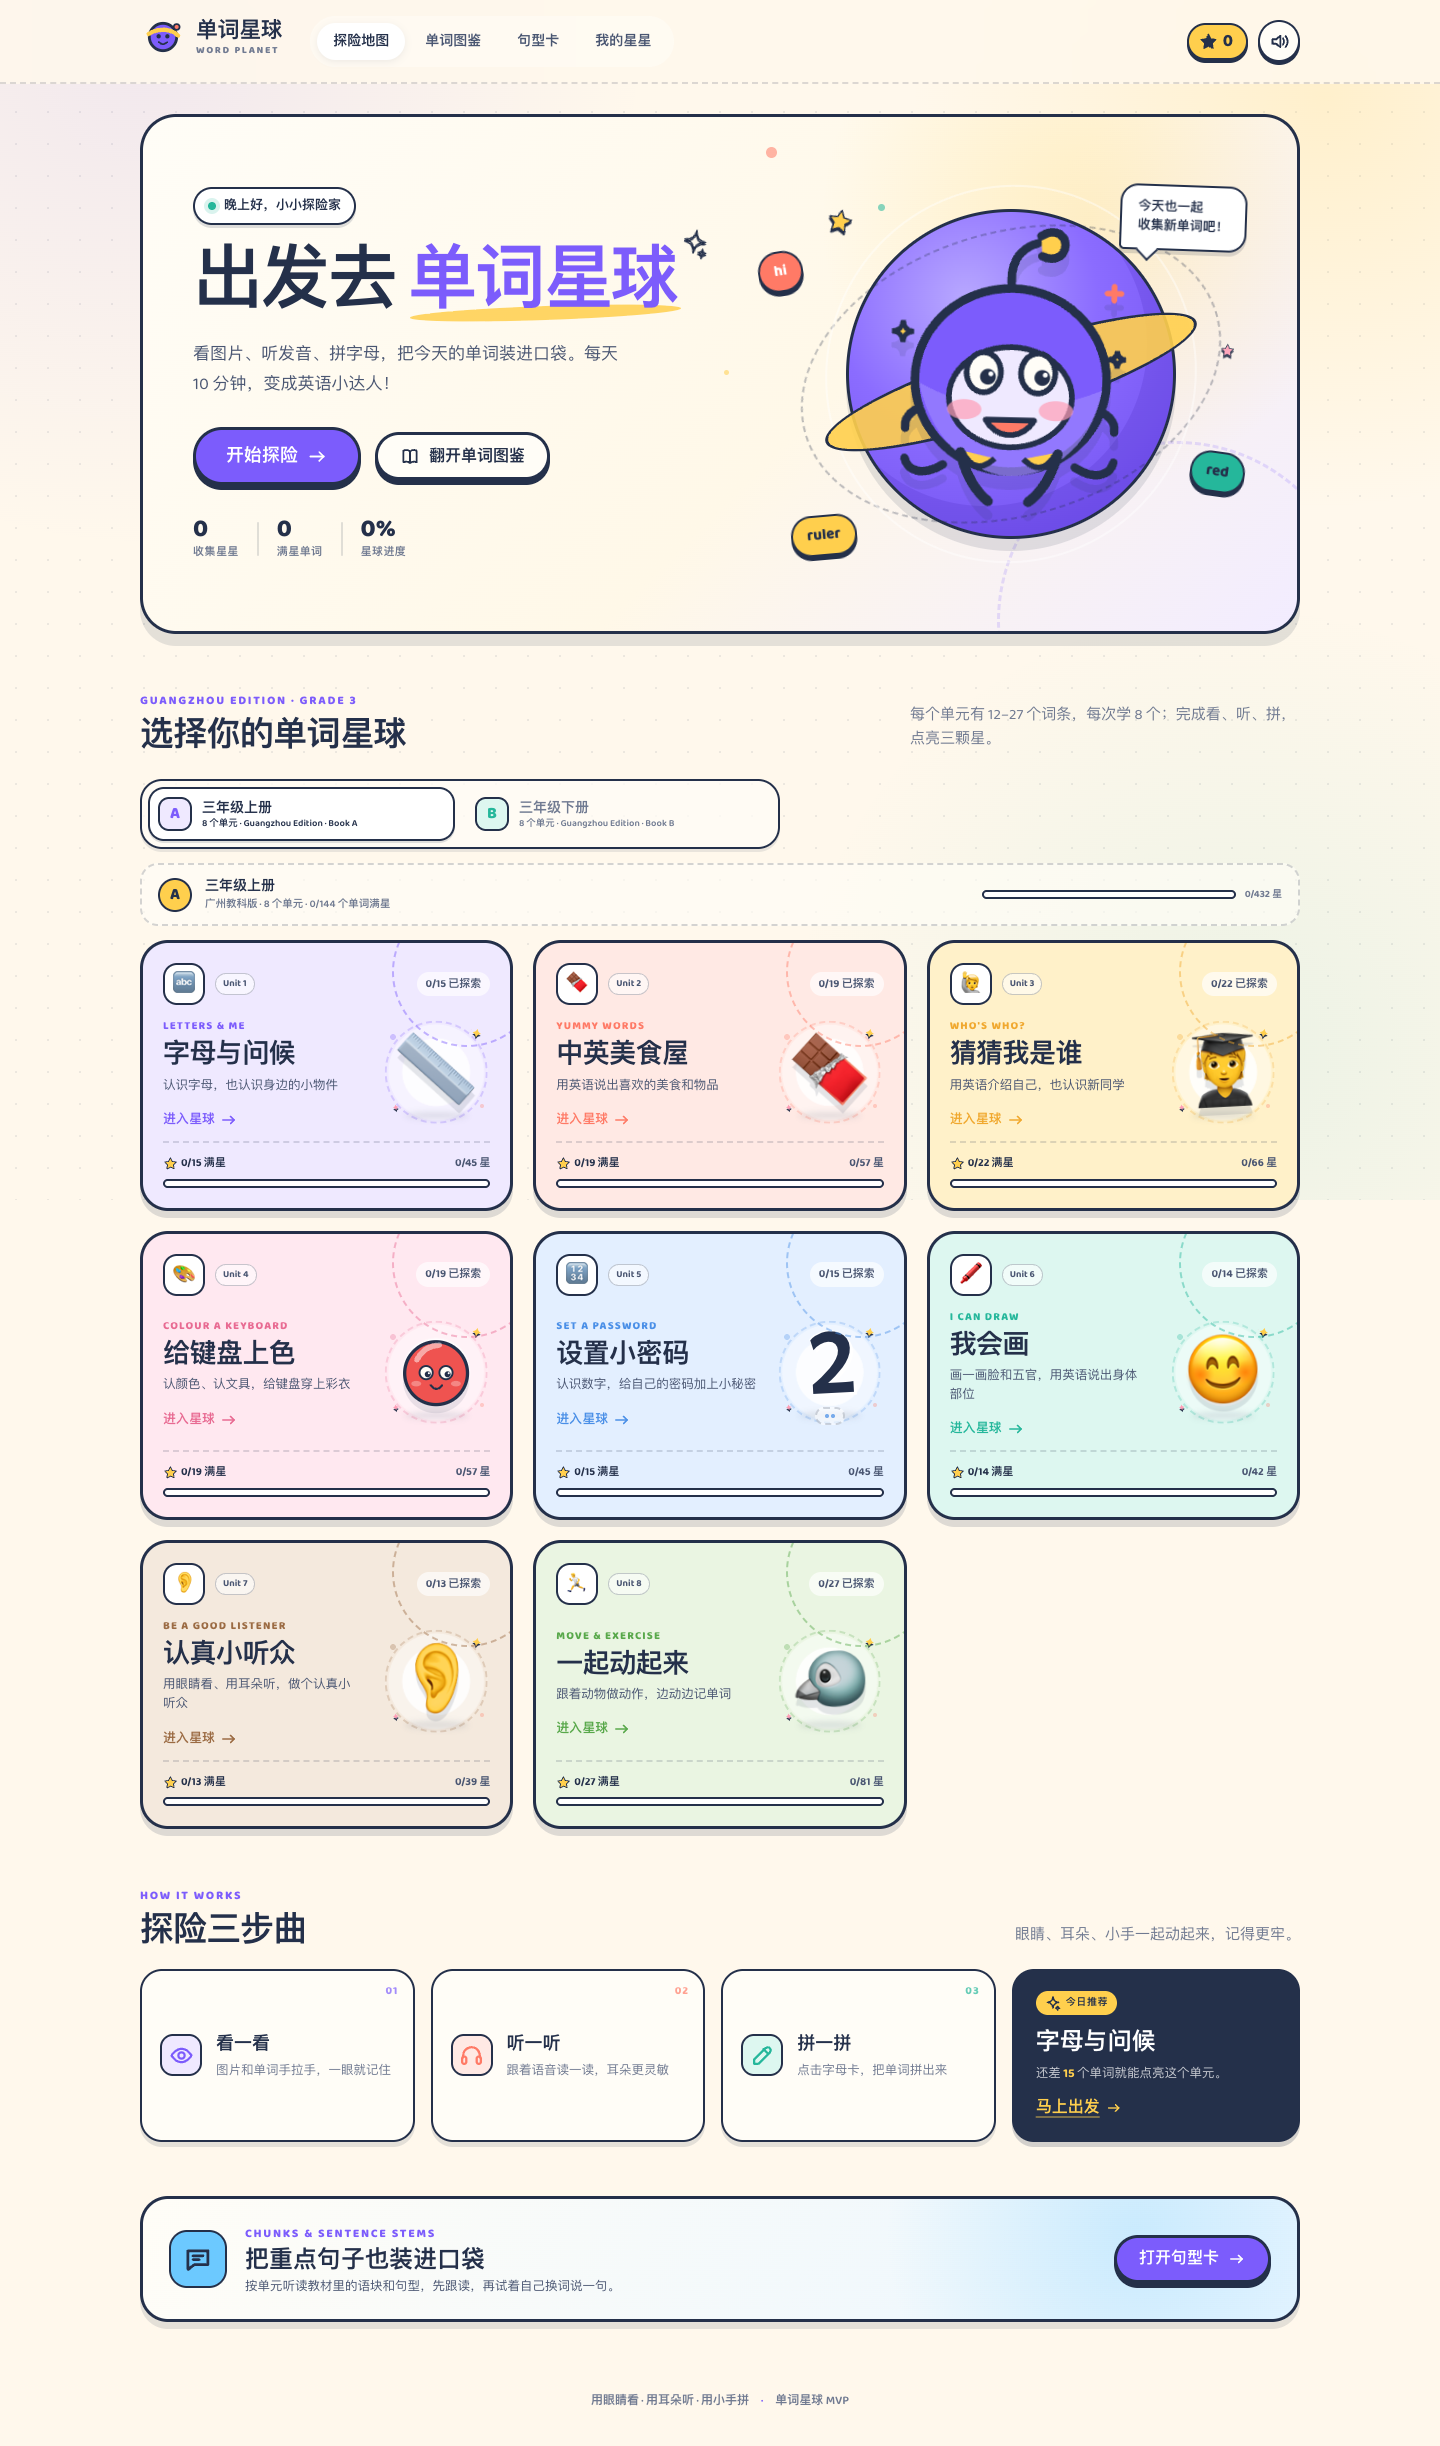 单词星球
WORD PLANET
探险地图
单词图鉴
句型卡
我的星星
0
晚上好，小小探险家
出发去 单词星球
看图片、听发音、拼字母，把今天的单词装进口袋。每天
10 分钟，变成英语小达人！
开始探险 →
翻开单词图鉴
0
收集星星
0
满星单词
0%
星球进度
今天也一起
收集新单词吧！
hi
red
ruler
GUANGZHOU EDITION · GRADE 3
选择你的单词星球
每个单元有 12–27 个词条，每次学 8 个；完成看、听、拼，
点亮三颗星。
A
三年级上册
8 个单元 · Guangzhou Edition · Book A
B
三年级下册
8 个单元 · Guangzhou Edition · Book B
A
三年级上册
广州教科版 · 8 个单元 · 0/144 个单词满星
0/432 星
abc
Unit 1
0/15 已探索
LETTERS & ME
字母与问候
认识字母，也认识身边的小物件
进入星球 →
0/15 满星
0/45 星
Unit 2
0/19 已探索
YUMMY WORDS
中英美食屋
用英语说出喜欢的美食和物品
进入星球 →
0/19 满星
0/57 星
Unit 3
0/22 已探索
WHO'S WHO?
猜猜我是谁
用英语介绍自己，也认识新同学
进入星球 →
0/22 满星
0/66 星
Unit 4
0/19 已探索
COLOUR A KEYBOARD
给键盘上色
认颜色、认文具，给键盘穿上彩衣
进入星球 →
0/19 满星
0/57 星
1234
Unit 5
0/15 已探索
SET A PASSWORD
设置小密码
认识数字，给自己的密码加上小秘密
进入星球 →
2
0/15 满星
0/45 星
Unit 6
0/14 已探索
I CAN DRAW
我会画
画一画脸和五官，用英语说出身体
部位
进入星球 →
0/14 满星
0/42 星
Unit 7
0/13 已探索
BE A GOOD LISTENER
认真小听众
用眼睛看、用耳朵听，做个认真小
听众
进入星球 →
0/13 满星
0/39 星
Unit 8
0/27 已探索
MOVE & EXERCISE
一起动起来
跟着动物做动作，边动边记单词
进入星球 →
0/27 满星
0/81 星
HOW IT WORKS
探险三步曲
眼睛、耳朵、小手一起动起来，记得更牢。
01
看一看
图片和单词手拉手，一眼就记住
02
听一听
跟着语音读一读，耳朵更灵敏
03
拼一拼
点击字母卡，把单词拼出来
今日推荐
字母与问候
还差 15 个单词就能点亮这个单元。
马上出发 →
CHUNKS & SENTENCE STEMS
把重点句子也装进口袋
按单元听读教材里的语块和句型，先跟读，再试着自己换词说一句。
打开句型卡 →
用眼睛看 · 用耳朵听 · 用小手拼 · 单词星球 MVP